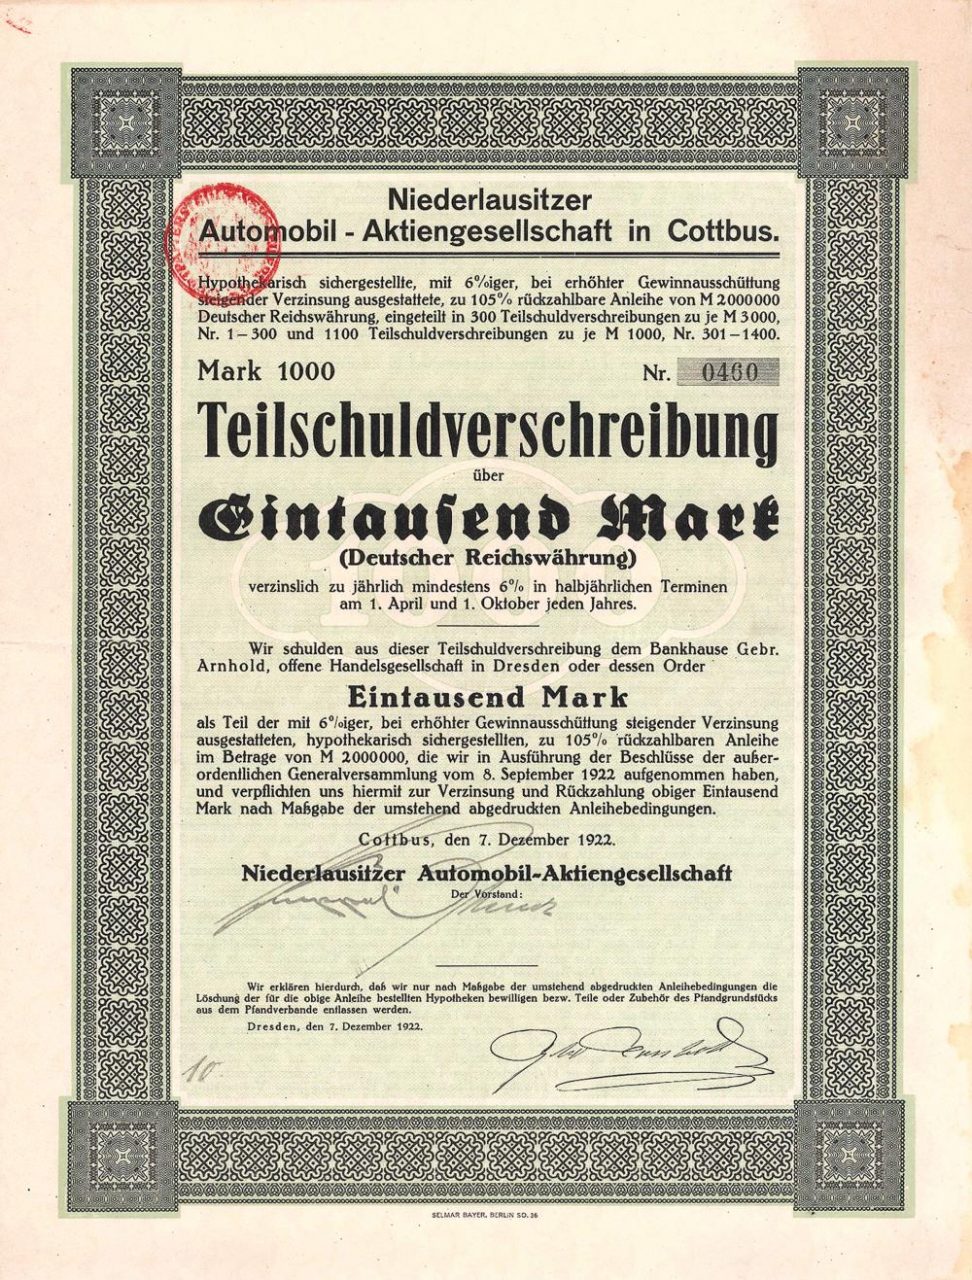 Niederlausitzer
Automobil - Aktiengesellschaft in Cottbus.
Hypothekarisch sichergestellte, mit 6%iger, bei erhöhter Gewinnausschüttung
steigender Verzinsung ausgestattete, zu 105% rückzahlbare Anleihe von M 2000000
Deutscher Reichswährung, eingeteilt in 300 Teilschuldverschreibungen zu je M 3000,
Nr. 1–300 und 1100 Teilschuldverschreibungen zu je M 1000, Nr. 301–1400.
Mark 1000 Nr. 0460
Teilschuldverschreibung
über
Eintauſend Mark
(Deutscher Reichswährung)
verzinslich zu jährlich mindestens 6% in halbjährlichen Terminen
am 1. April und 1. Oktober jeden Jahres.
Wir schulden aus dieser Teilschuldverschreibung dem Bankhause Gebr.
Arnhold, offene Handelsgesellschaft in Dresden oder dessen Order
Eintausend Mark
als Teil der mit 6%iger, bei erhöhter Gewinnausschüttung steigender Verzinsung
ausgestatteten, hypothekarisch sichergestellten, zu 105% rückzahlbaren Anleihe
im Betrage von M 2000000, die wir in Ausführung der Beschlüsse der außer-
ordentlichen Generalversammlung vom 8. September 1922 aufgenommen haben,
und verpflichten uns hiermit zur Verzinsung und Rückzahlung obiger Eintausend
Mark nach Maßgabe der umstehend abgedruckten Anleihebedingungen.
Cottbus, den 7. Dezember 1922.
Niederlausitzer Automobil-Aktiengesellschaft
Der Vorstand:
Wir erklären hierdurch, daß wir nur nach Maßgabe der umstehend abgedruckten Anleihebedingungen die
Löschung der für die obige Anleihe bestellten Hypotheken bewilligen bezw. Teile oder Zubehör des Pfandgrundstücks
aus dem Pfandverbande entlassen werden.
Dresden, den 7. Dezember 1922.
10
SELMAR BAYER, BERLIN SO. 36